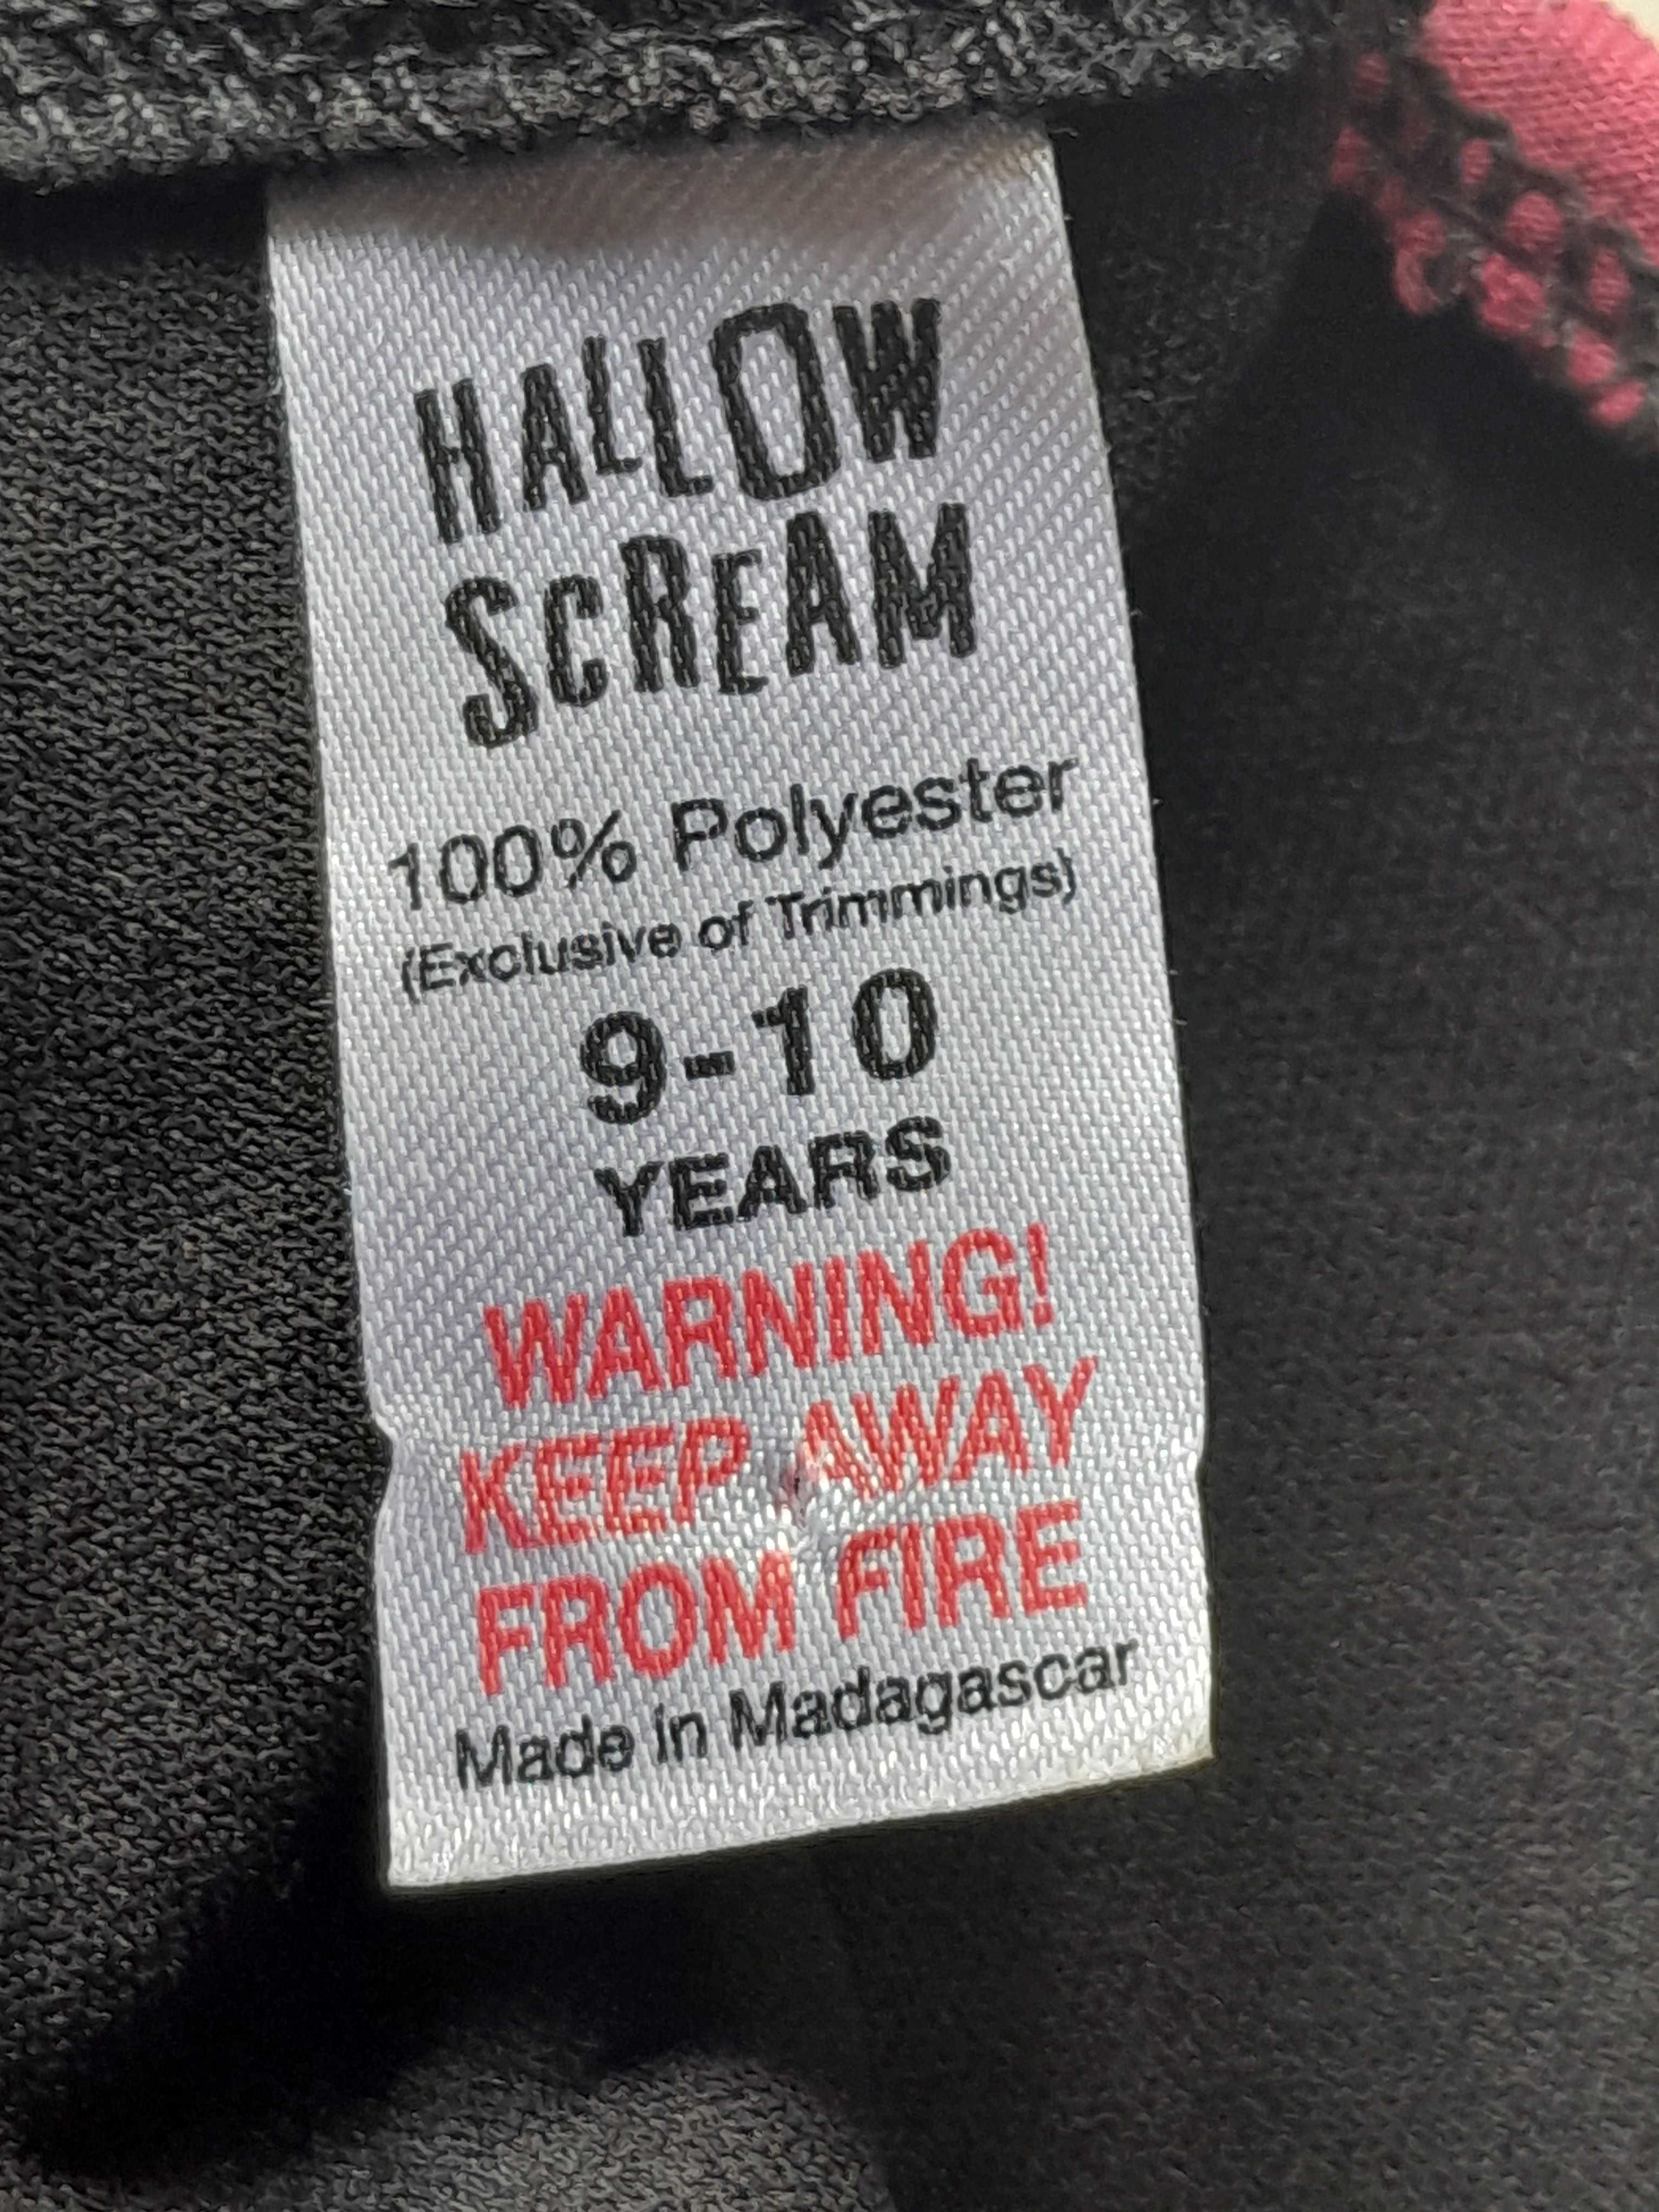 HALLOW
SCREAM
100% Polyester
(Exclusive of Trimmings)
9-10
YEARS
WARNING!
KEEP AWAY
FROM FIRE
Made in Madagascar